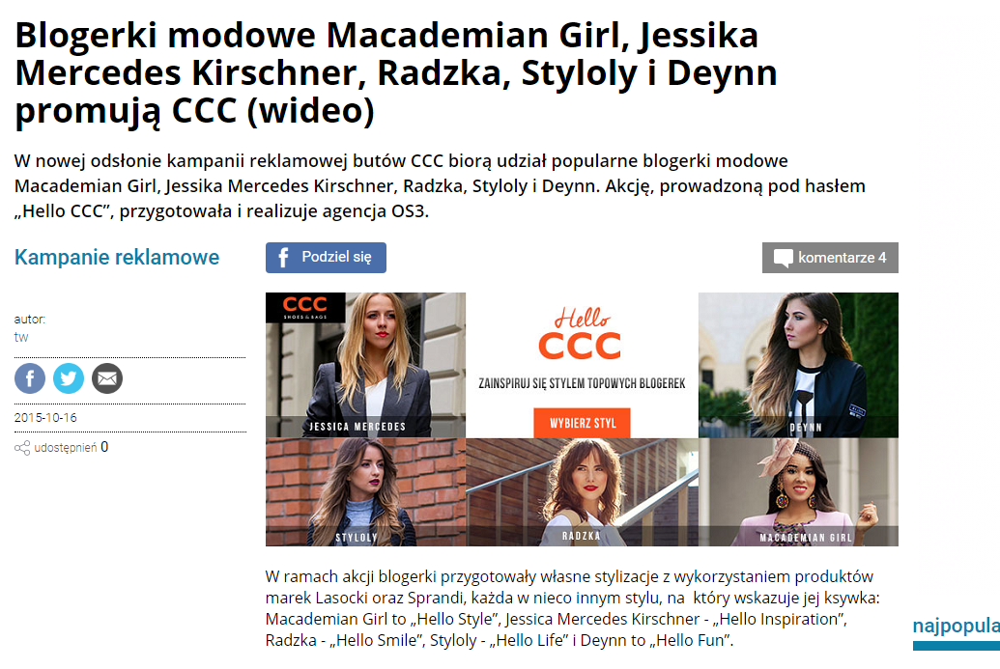 Blogerki modowe Macademian Girl, Jessika
Mercedes Kirschner, Radzka, Styloly i Deynn
promują CCC (wideo)
W nowej odsłonie kampanii reklamowej butów CCC biorą udział popularne blogerki modowe
Macademian Girl, Jessika Mercedes Kirschner, Radzka, Styloly i Deynn. Akcję, prowadzoną pod hasłem
„Hello CCC”, przygotowała i realizuje agencja OS3.
Kampanie reklamowe
Podziel się
komentarze 4
autor:
tw
2015-10-16
udostępnień 0
CCC
SHOES & BAGS
Hello
CCC
ZAINSPIRUJ SIĘ STYLEM TOPOWYCH BLOGEREK
WYBIERZ STYL
JESSICA MERCEDES
DEYNN
STYLOLY
RADZKA
MACADEMIAN GIRL
W ramach akcji blogerki przygotowały własne stylizacje z wykorzystaniem produktów
marek Lasocki oraz Sprandi, każda w nieco innym stylu, na który wskazuje jej ksywka:
Macademian Girl to „Hello Style”, Jessica Mercedes Kirschner - „Hello Inspiration”,
Radzka - „Hello Smile”, Styloly - „Hello Life” i Deynn to „Hello Fun”.
najpopula